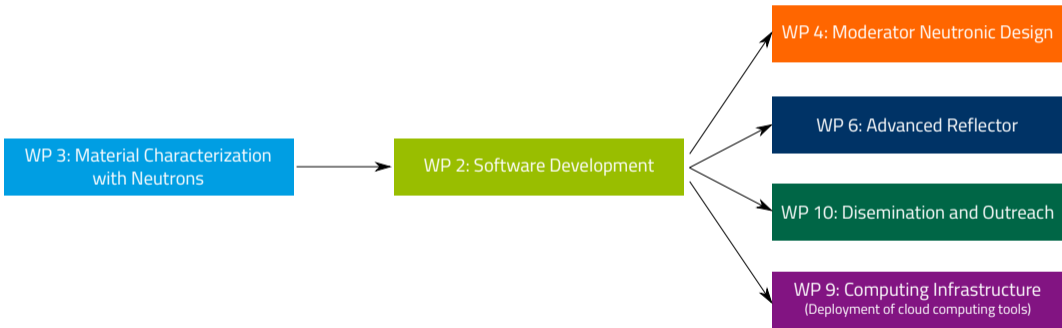 WP 3: Material Characterization
with Neutrons
WP 2: Software Development
WP 4: Moderator Neutronic Design
WP 6: Advanced Reflector
WP 10: Disemination and Outreach
WP 9: Computing Infrastructure
(Deployment of cloud computing tools)